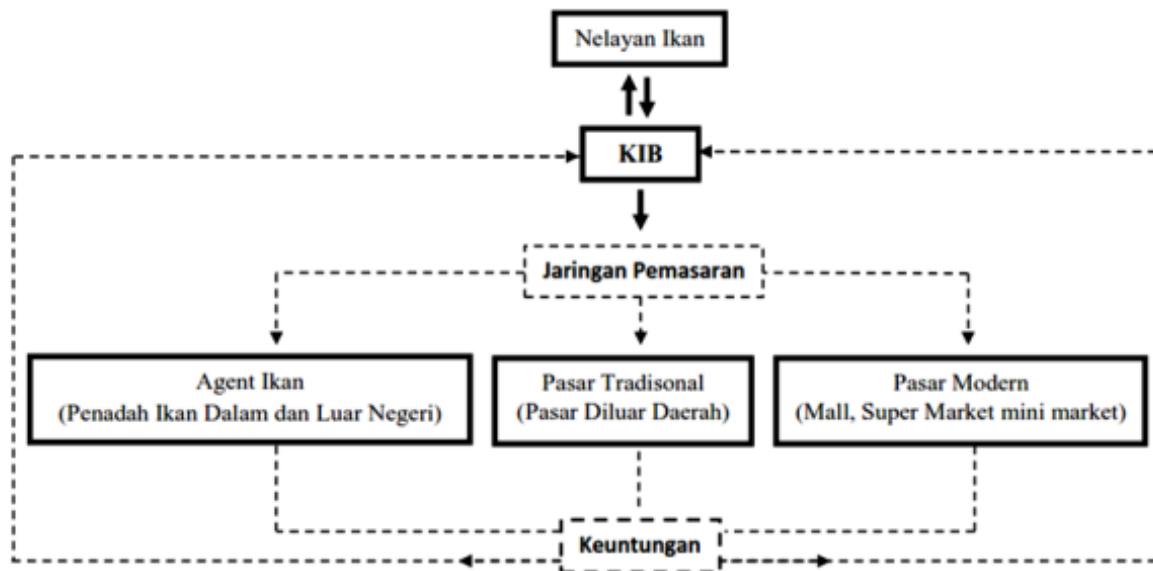 Nelayan Ikan
KIB
Jaringan Pemasaran
Agent Ikan
(Penadah Ikan Dalam dan Luar Negeri)
Pasar Tradisonal
(Pasar Diluar Daerah)
Pasar Modern
(Mall, Super Market mini market)
Keuntungan